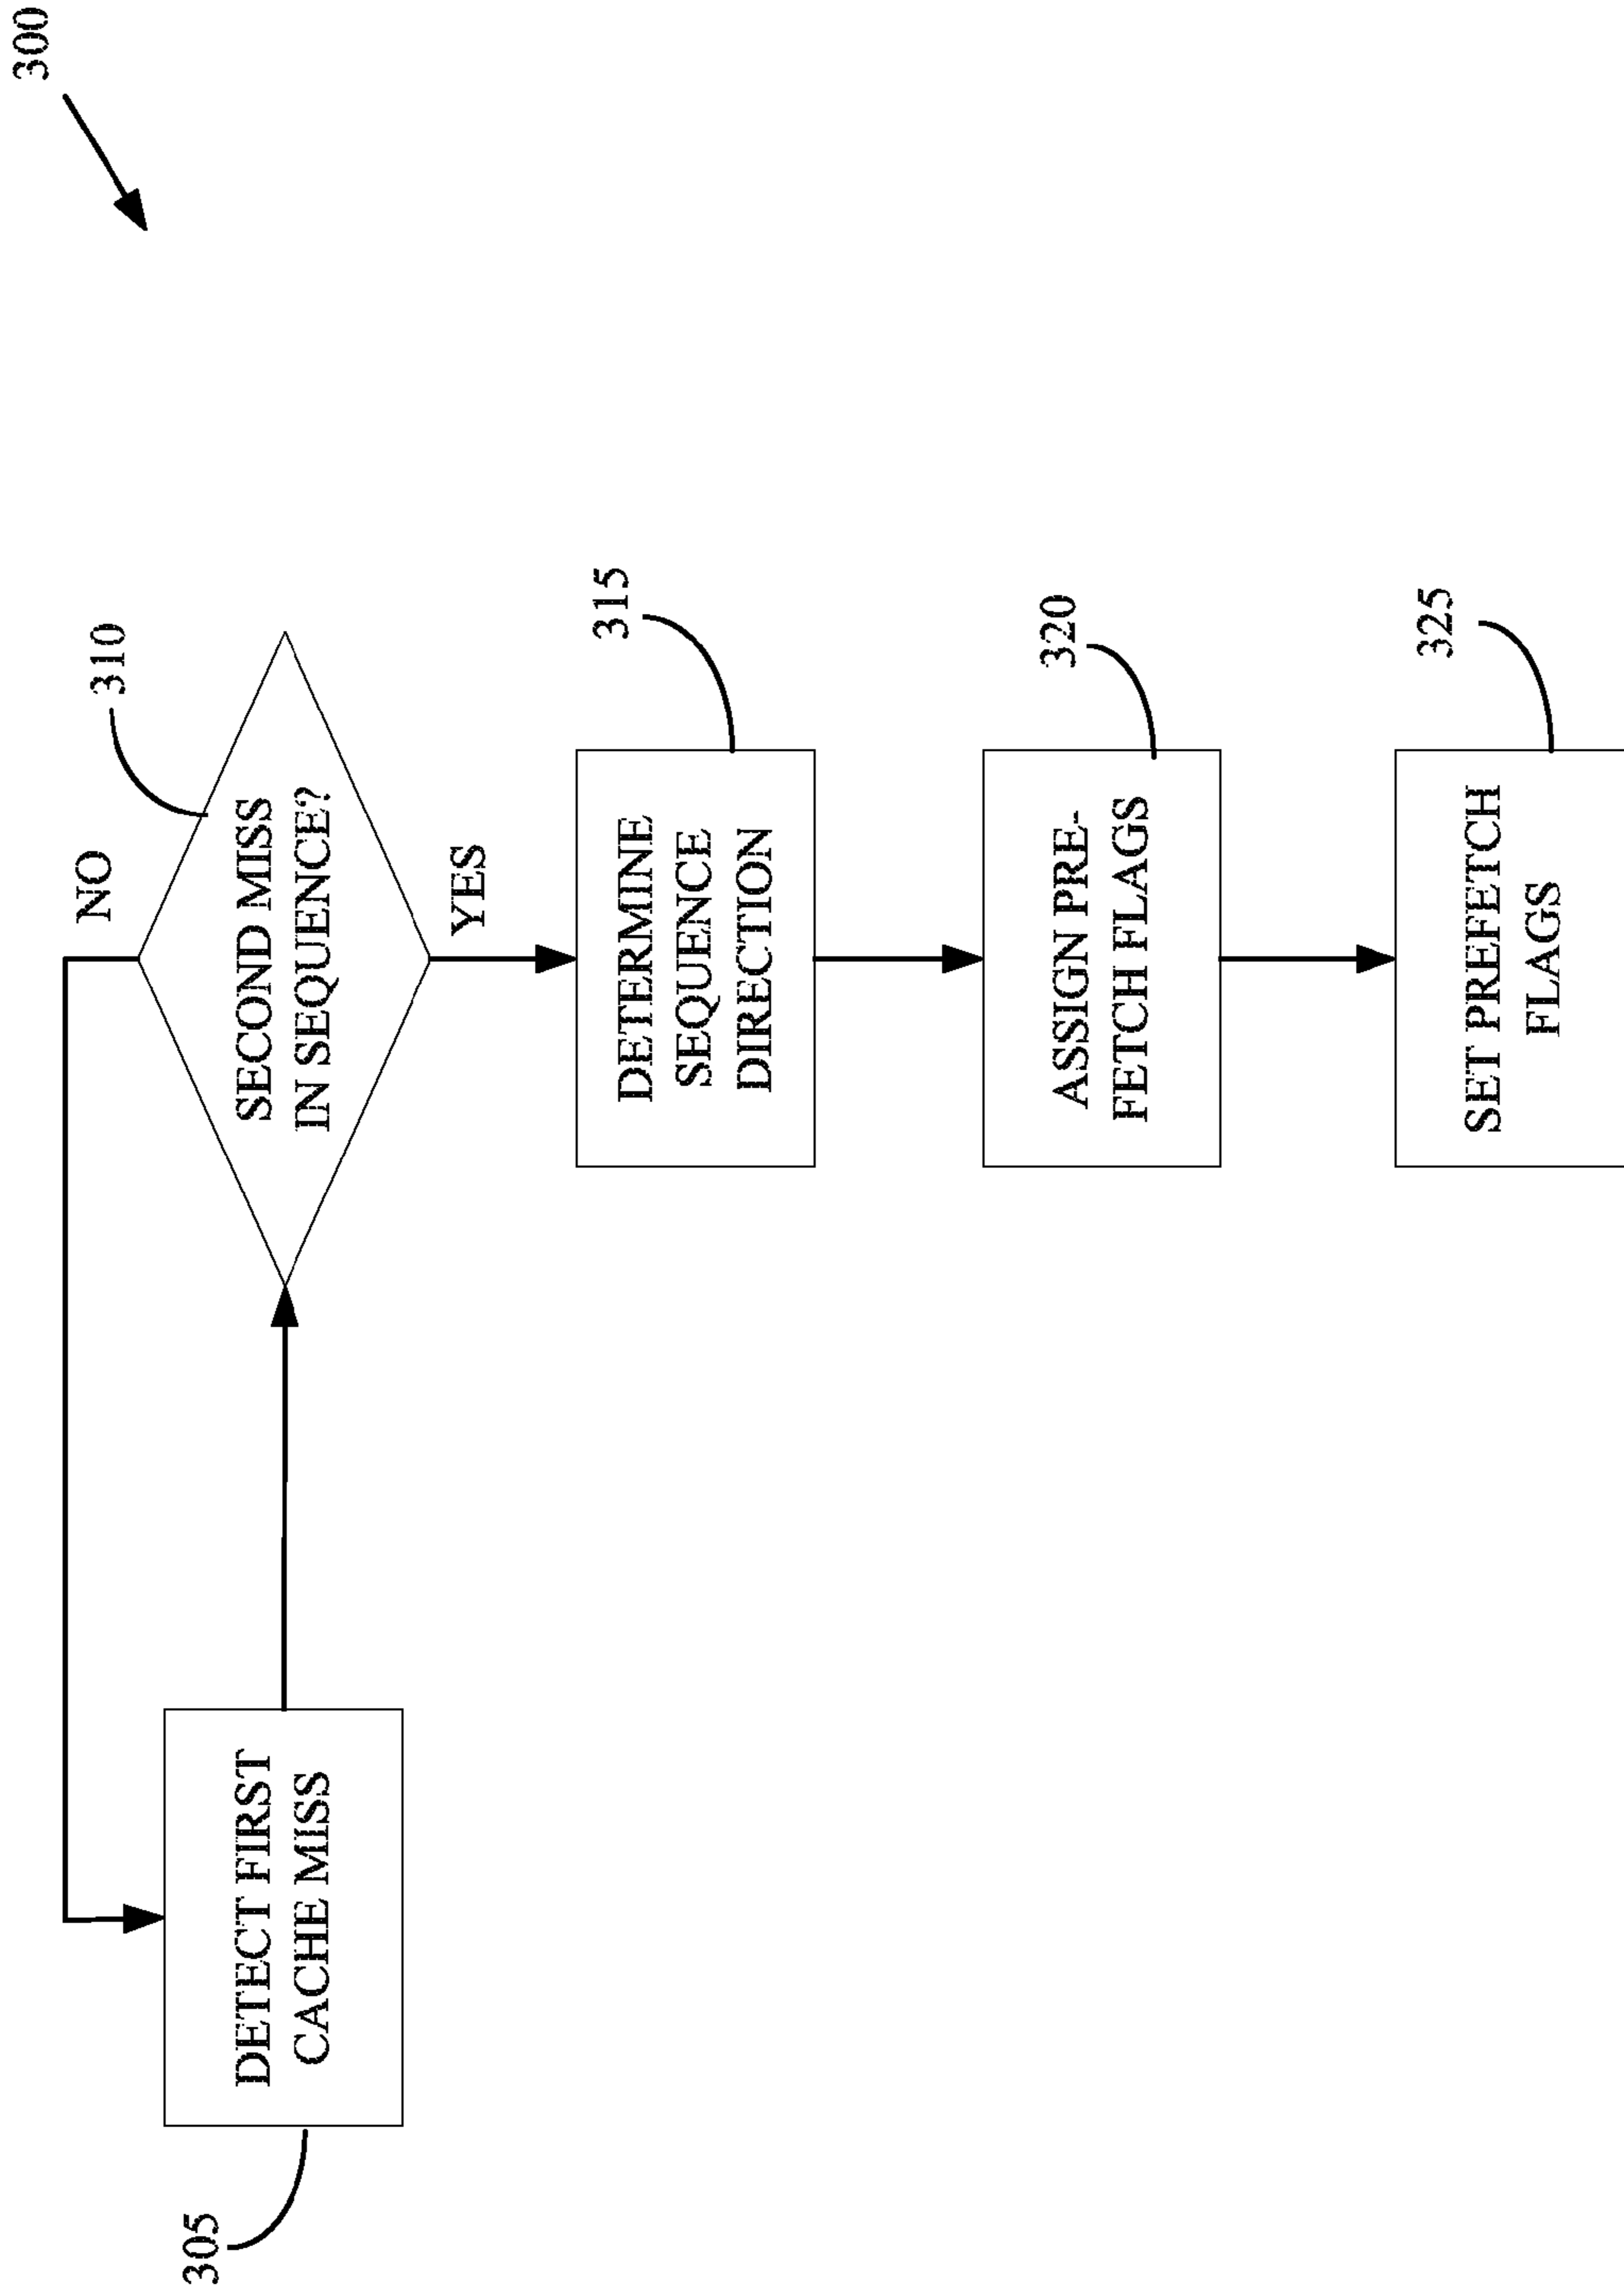 300
NO
310
SECOND MISS
IN SEQUENCE?
YES
305
DETECT FIRST
CACHE MISS
315
DETERMINE
SEQUENCE
DIRECTION
320
ASSIGN PRE-
FETCH FLAGS
325
SET PREFETCH
FLAGS